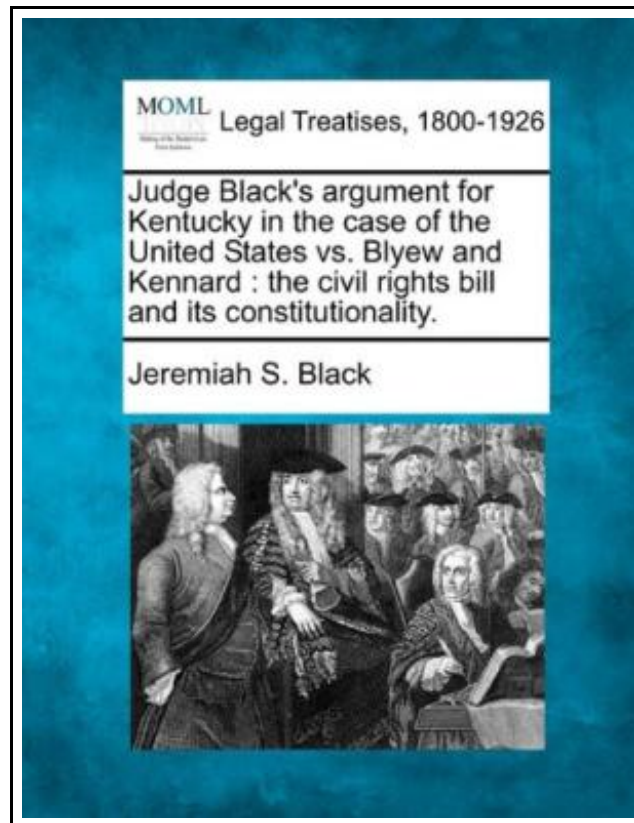 MOML
Legal Treatises, 1800-1926
Judge Black's argument for
Kentucky in the case of the
United States vs. Blyew and
Kennard : the civil rights bill
and its constitutionality.
Jeremiah S. Black